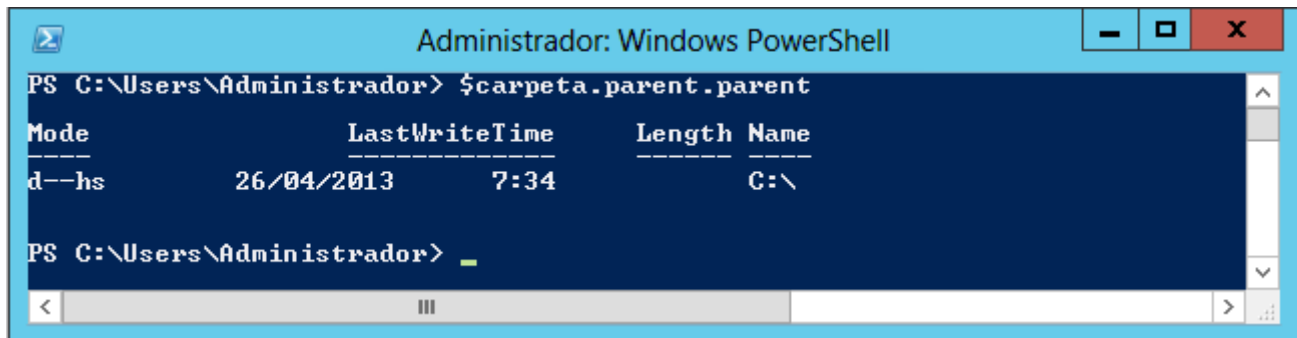 Administrador: Windows PowerShell
PS C:\Users\Administrador> $carpeta.parent.parent
Mode                LastWriteTime     Length Name
----                -------------     ------ ----
d--hs        26/04/2013      7:34            C:\
PS C:\Users\Administrador> _